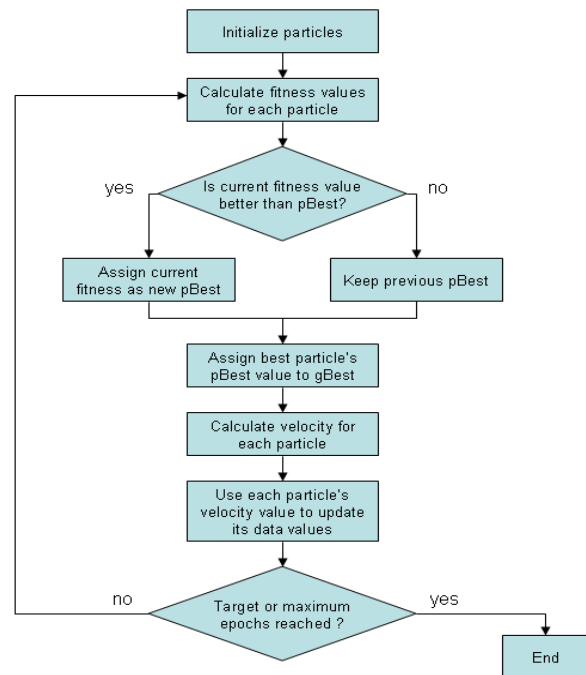 Initialize particles
Calculate fitness values
for each particle
Is current fitness value
better than pBest?
yes
no
Assign current
fitness as new pBest
Keep previous pBest
Assign best particle's
pBest value to gBest
Calculate velocity for
each particle
Use each particle's
velocity value to update
its data values
no
Target or maximum
epochs reached ?
yes
End